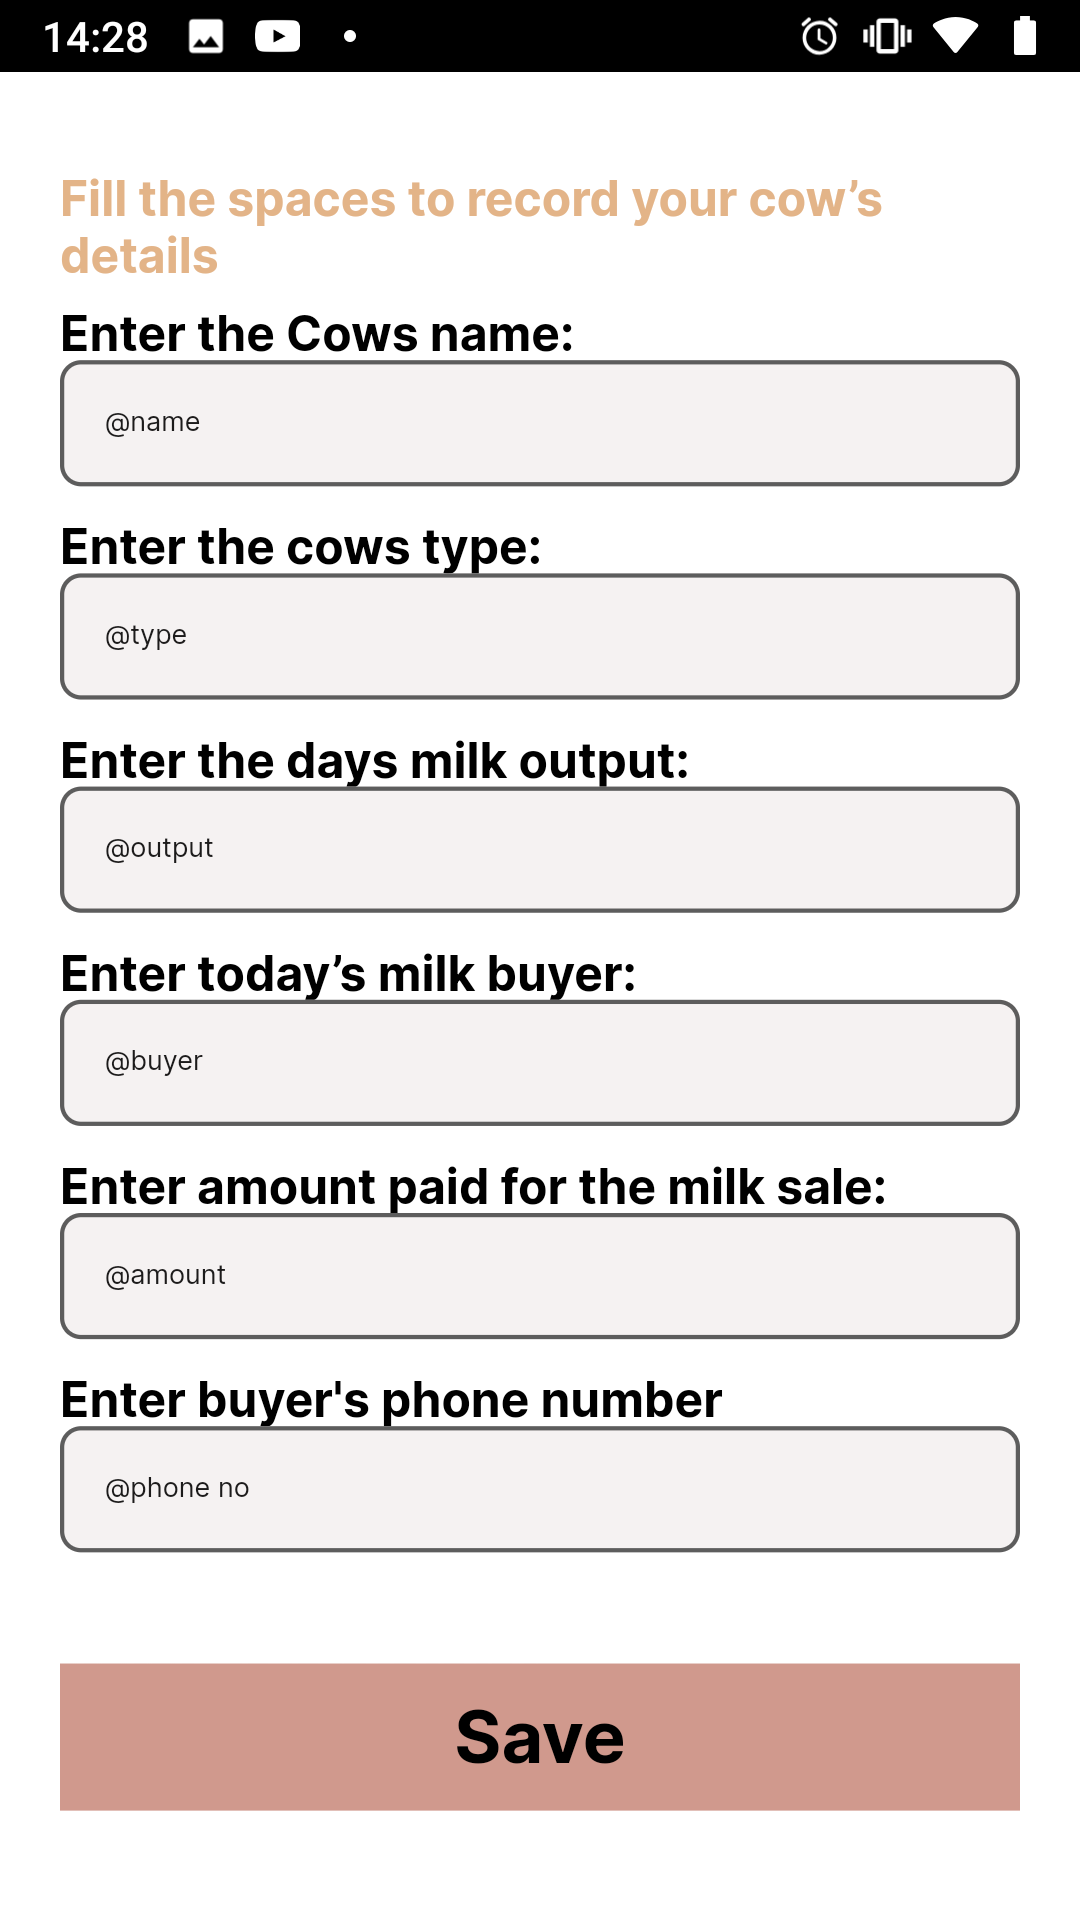 14:28
Fill the spaces to record your cow’s
details
Enter the Cows name:
@name
Enter the cows type:
@type
Enter the days milk output:
@output
Enter today’s milk buyer:
@buyer
Enter amount paid for the milk sale:
@amount
Enter buyer's phone number
@phone no
Save